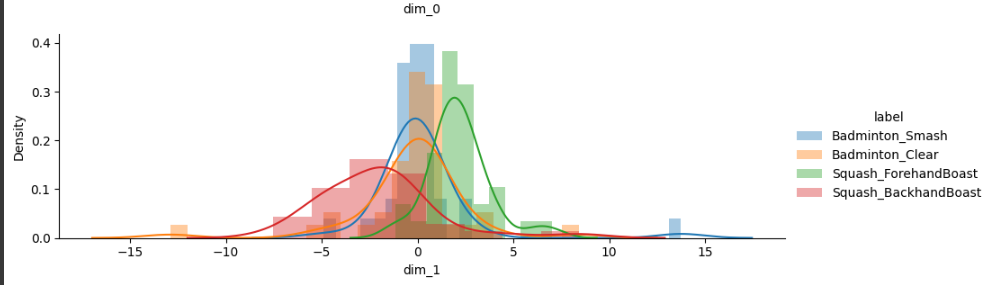 dim_0
0.4
0.3
0.2
0.1
0.0
Density
−15
−10
−5
0
5
10
15
dim_1
label
Badminton_Smash
Badminton_Clear
Squash_ForehandBoast
Squash_BackhandBoast